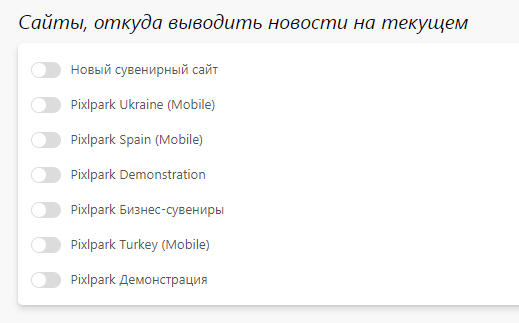 Сайты, откуда выводить новости на текущем
Новый сувенирный сайт
Pixlpark Ukraine (Mobile)
Pixlpark Spain (Mobile)
Pixlpark Demonstration
Pixlpark Бизнес-сувениры
Pixlpark Turkey (Mobile)
Pixlpark Демонстрация